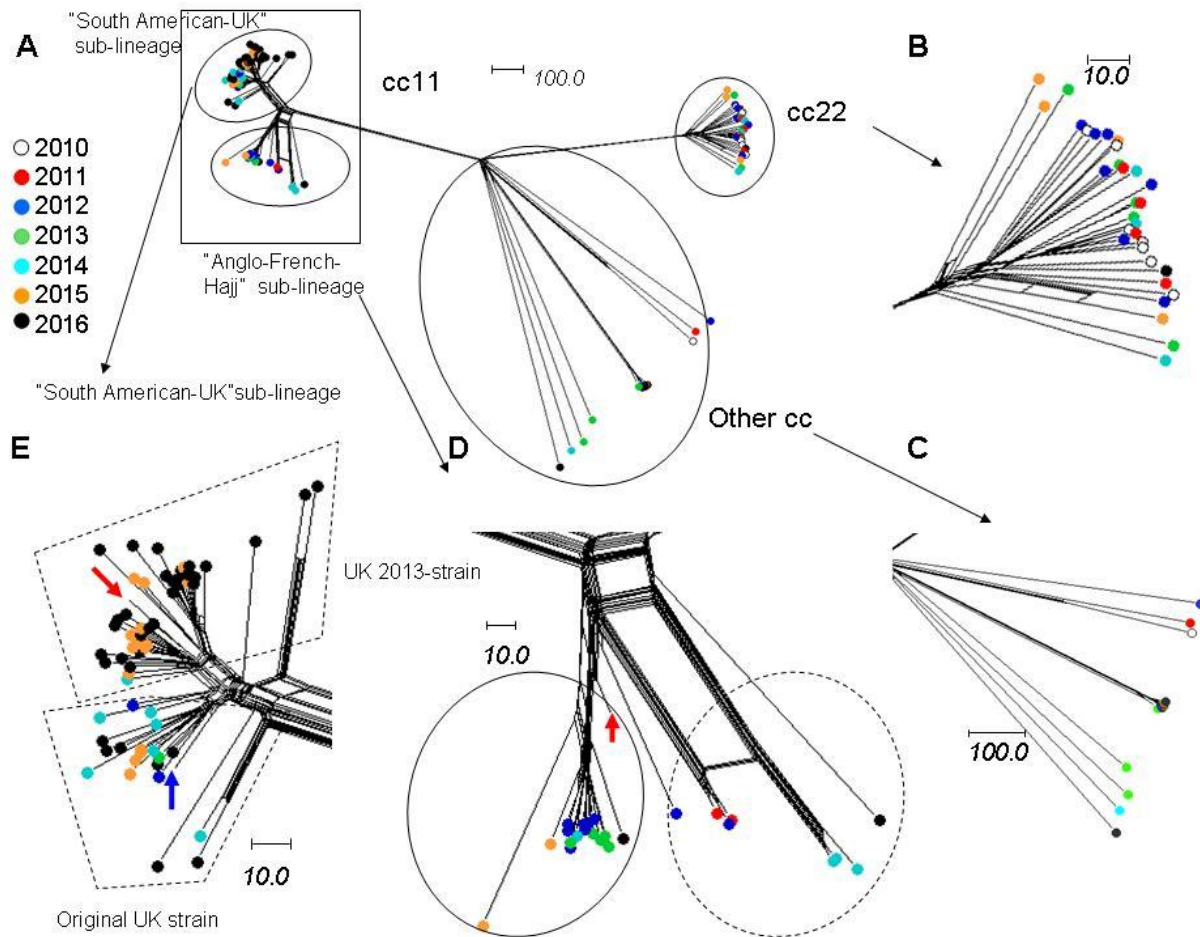 "South American-UK"
sub-lineage
A
cc11
100.0
cc22
B
10.0
2010
2011
2012
2013
2014
2015
2016
"Anglo-French-
Hajj" sub-lineage
"South American-UK"sub-lineage
Other cc
E
D
C
UK 2013-strain
10.0
100.0
10.0
Original UK strain